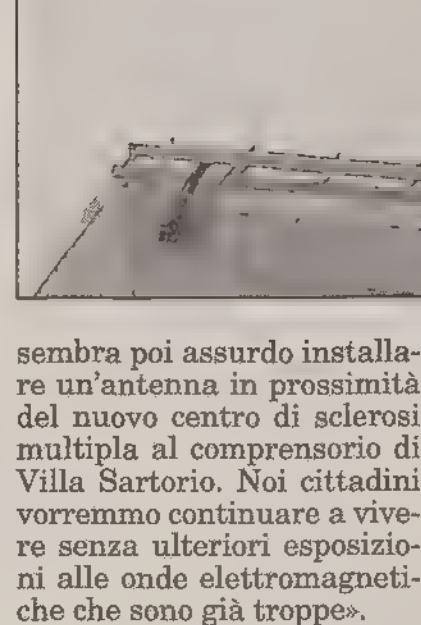 sembra poi assurdo installa-
re un'antenna in prossimità
del nuovo centro di sclerosi
multipla al comprensorio di
Villa Sartorio. Noi cittadini
vorremmo continuare a vive-
re senza ulteriori esposizio-
ni alle onde elettromagneti-
che che sono già troppe».